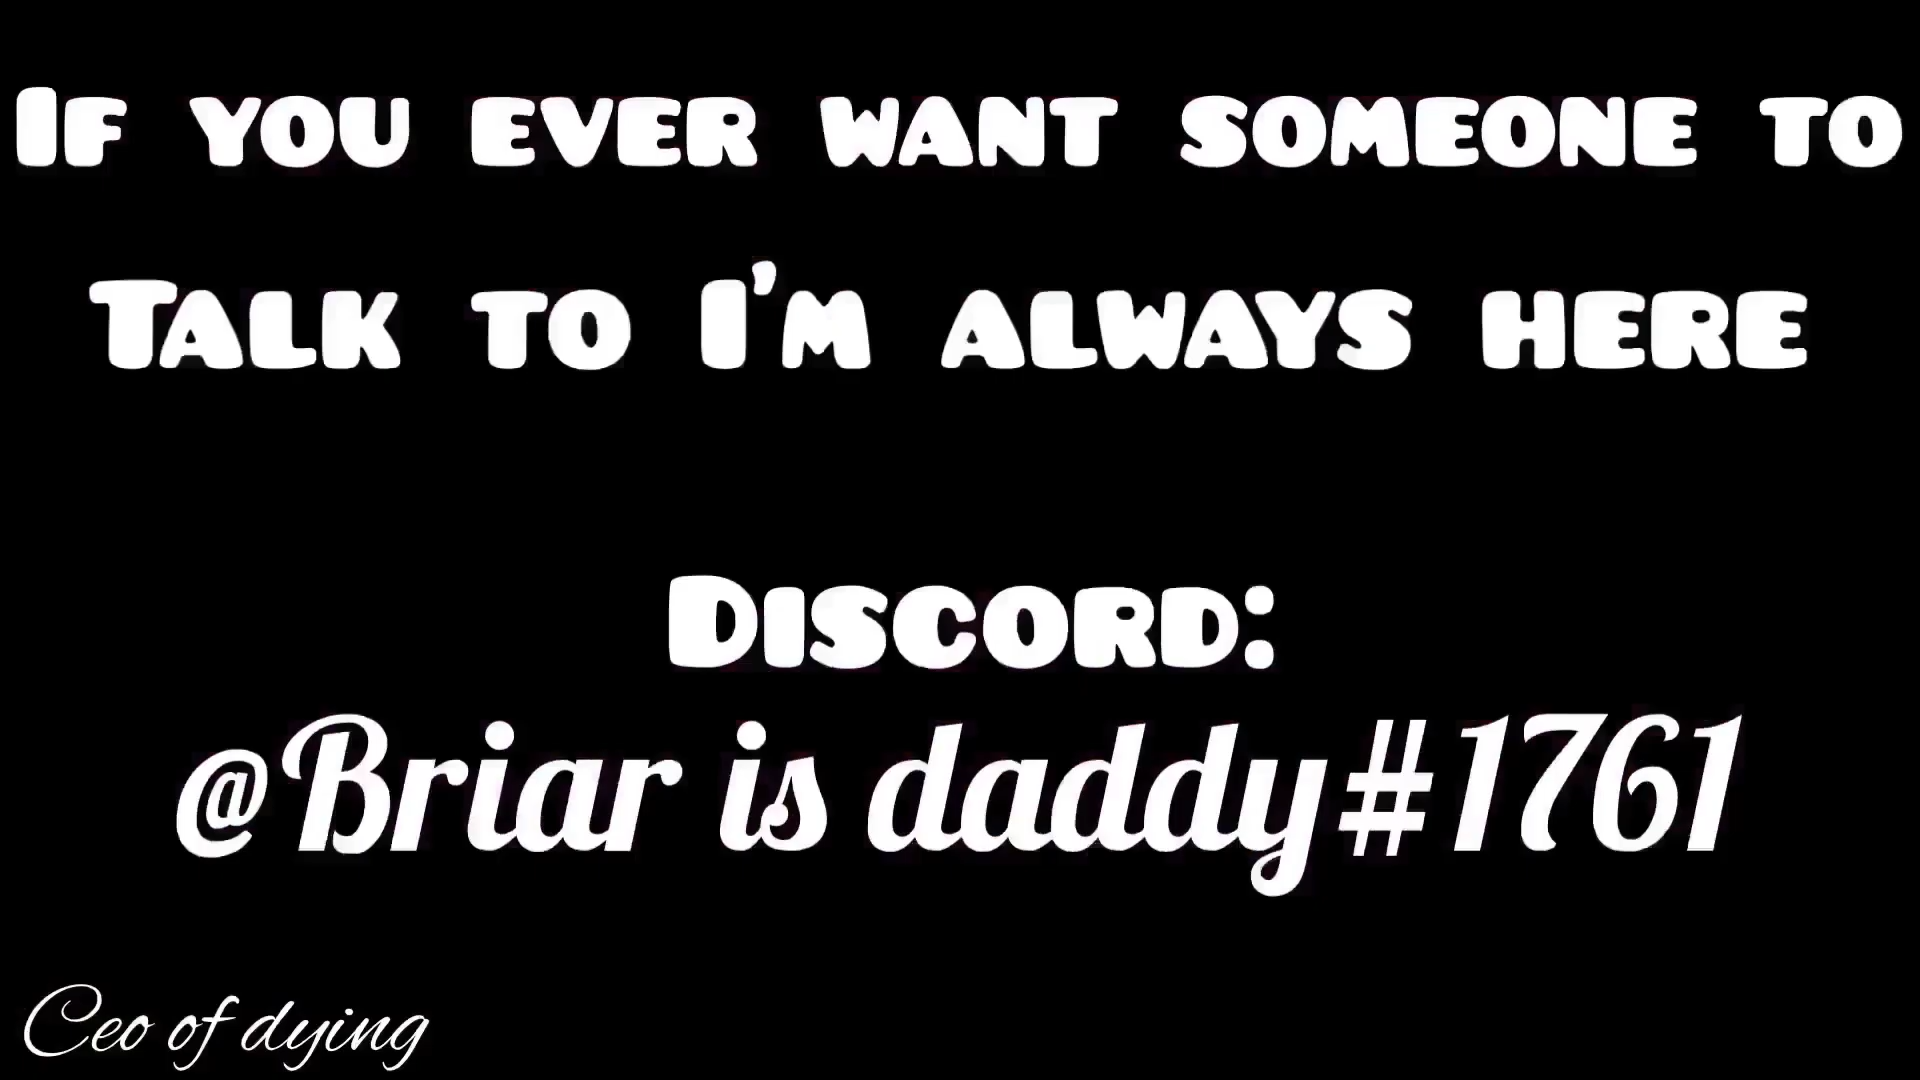 If you ever want someone to
Talk to I'm always here
Discord:
@Briar is daddy#1761
Ceo of dying